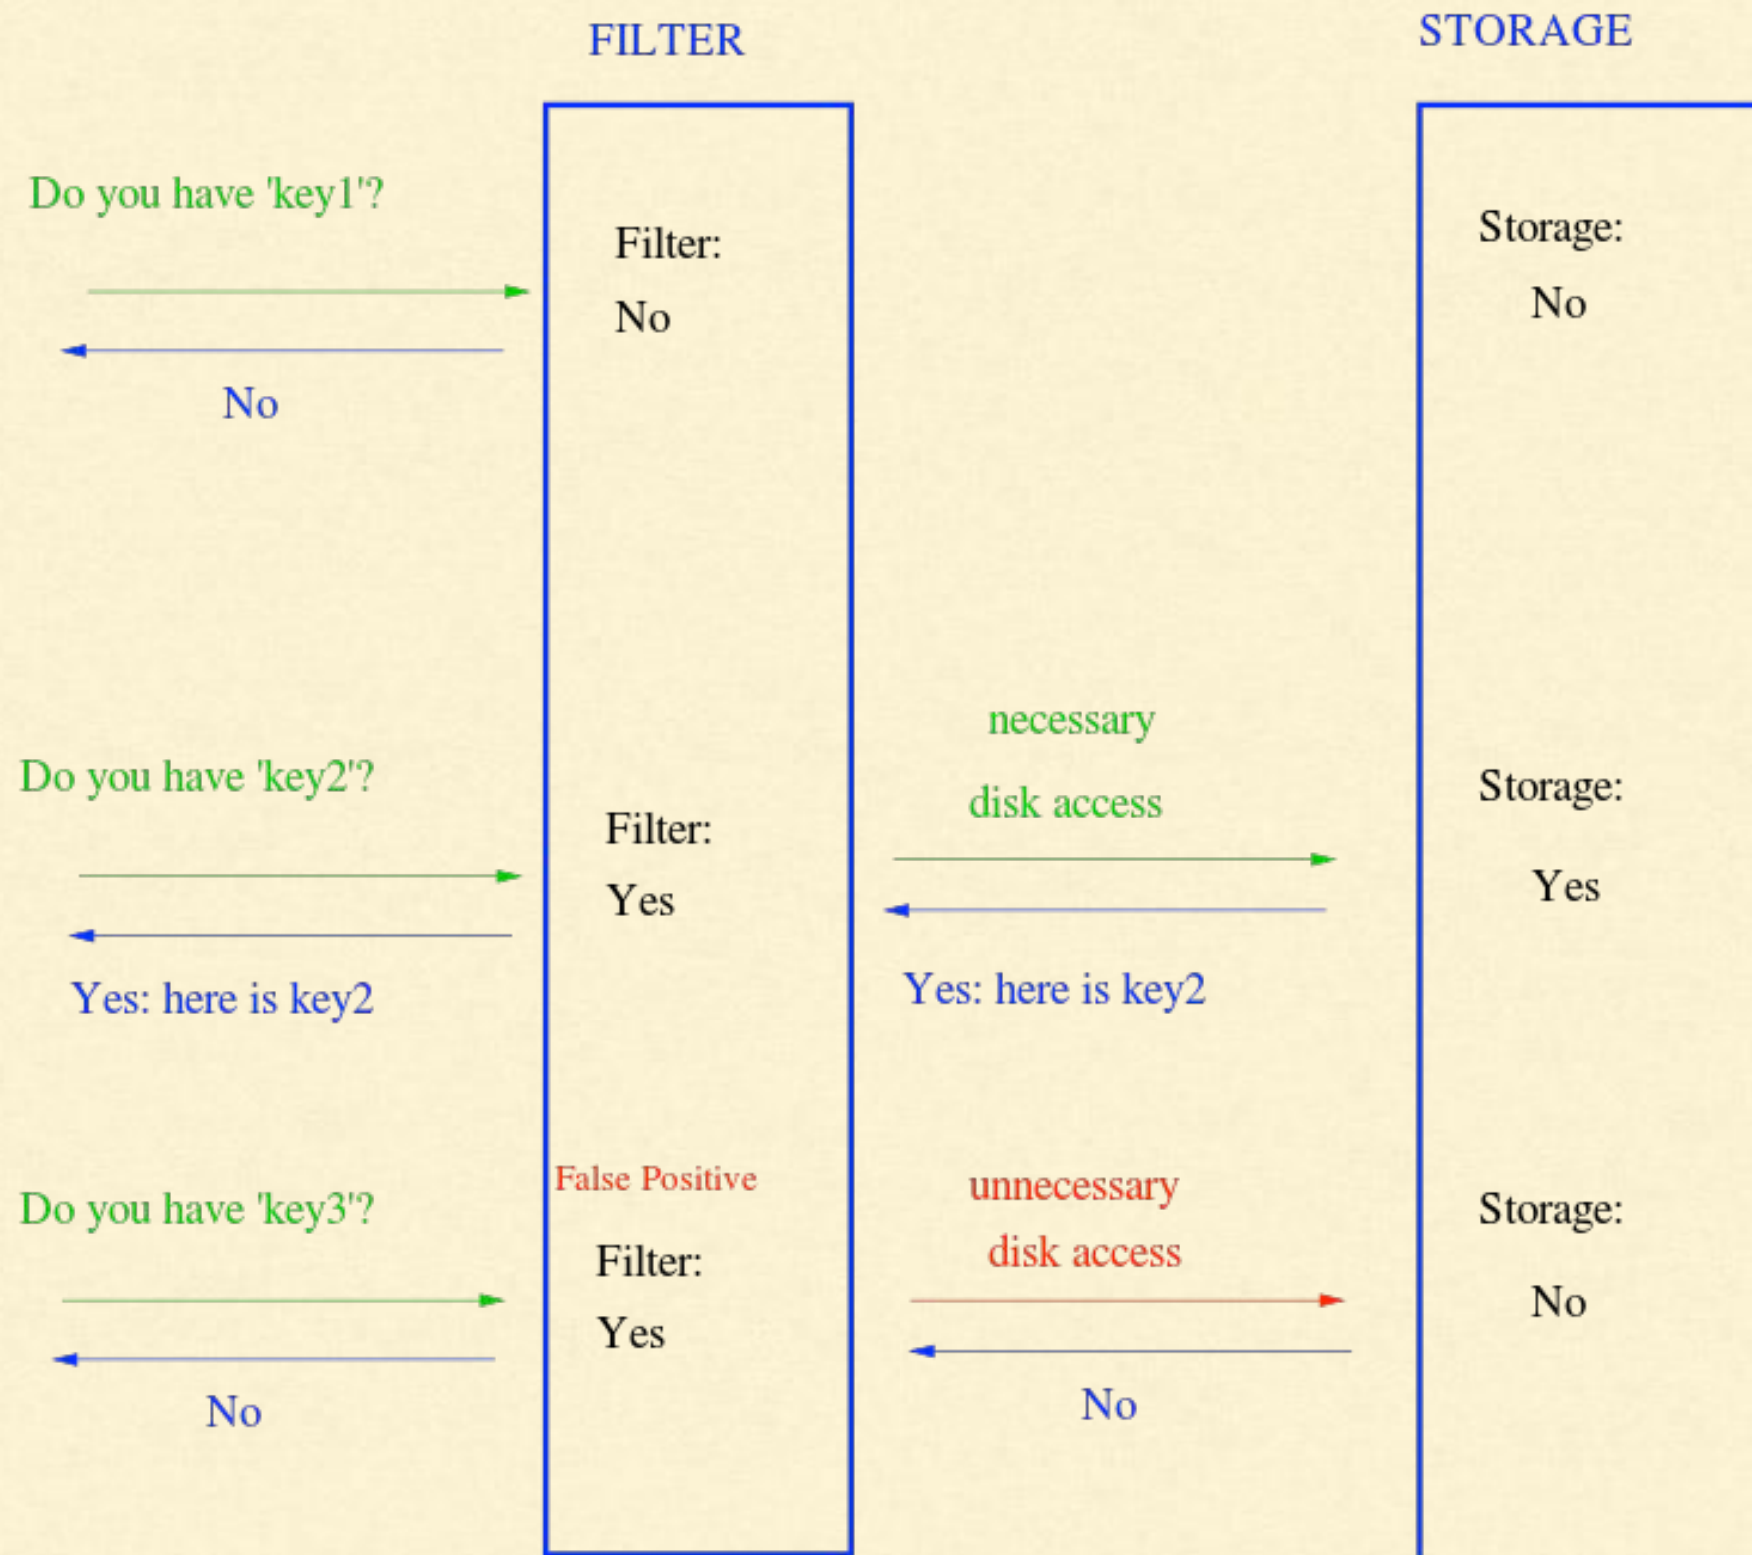 FILTER
STORAGE
Do you have 'key1'?
Filter:
No
Storage:
No
No
necessary
disk access
Do you have 'key2'?
Filter:
Yes
Storage:
Yes
Yes: here is key2
Yes: here is key2
False Positive
unnecessary
disk access
Do you have 'key3'?
Filter:
Yes
Storage:
No
No
No